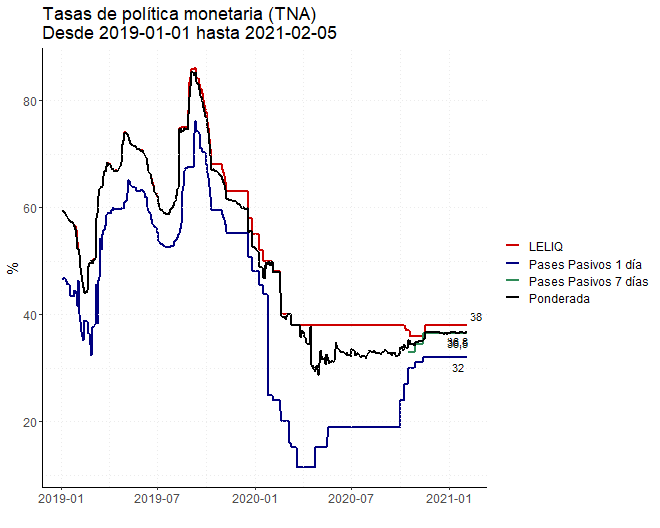 Tasas de política monetaria (TNA)
Desde 2019-01-01 hasta 2021-02-05
80
60
40
20
%
2019-01
2019-07
2020-01
2020-07
2021-01
38
32
LELIQ
Pases Pasivos 1 día
Pases Pasivos 7 días
Ponderada